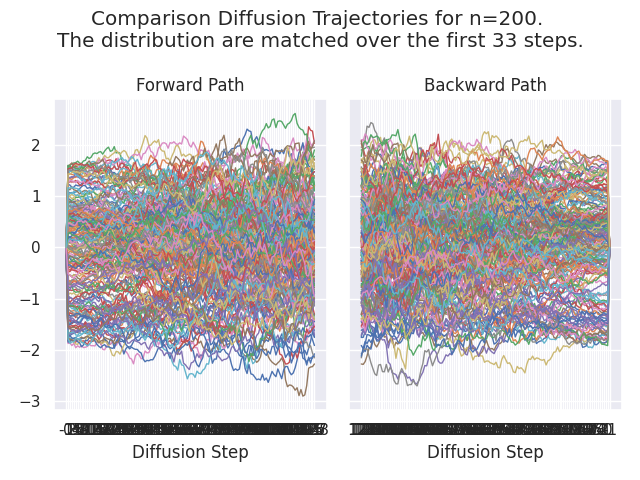 Comparison Diffusion Trajectories for n=200.
The distribution are matched over the first 33 steps.
Forward Path
Backward Path
2
1
0
−1
−2
−3
Diffusion Step
Diffusion Step